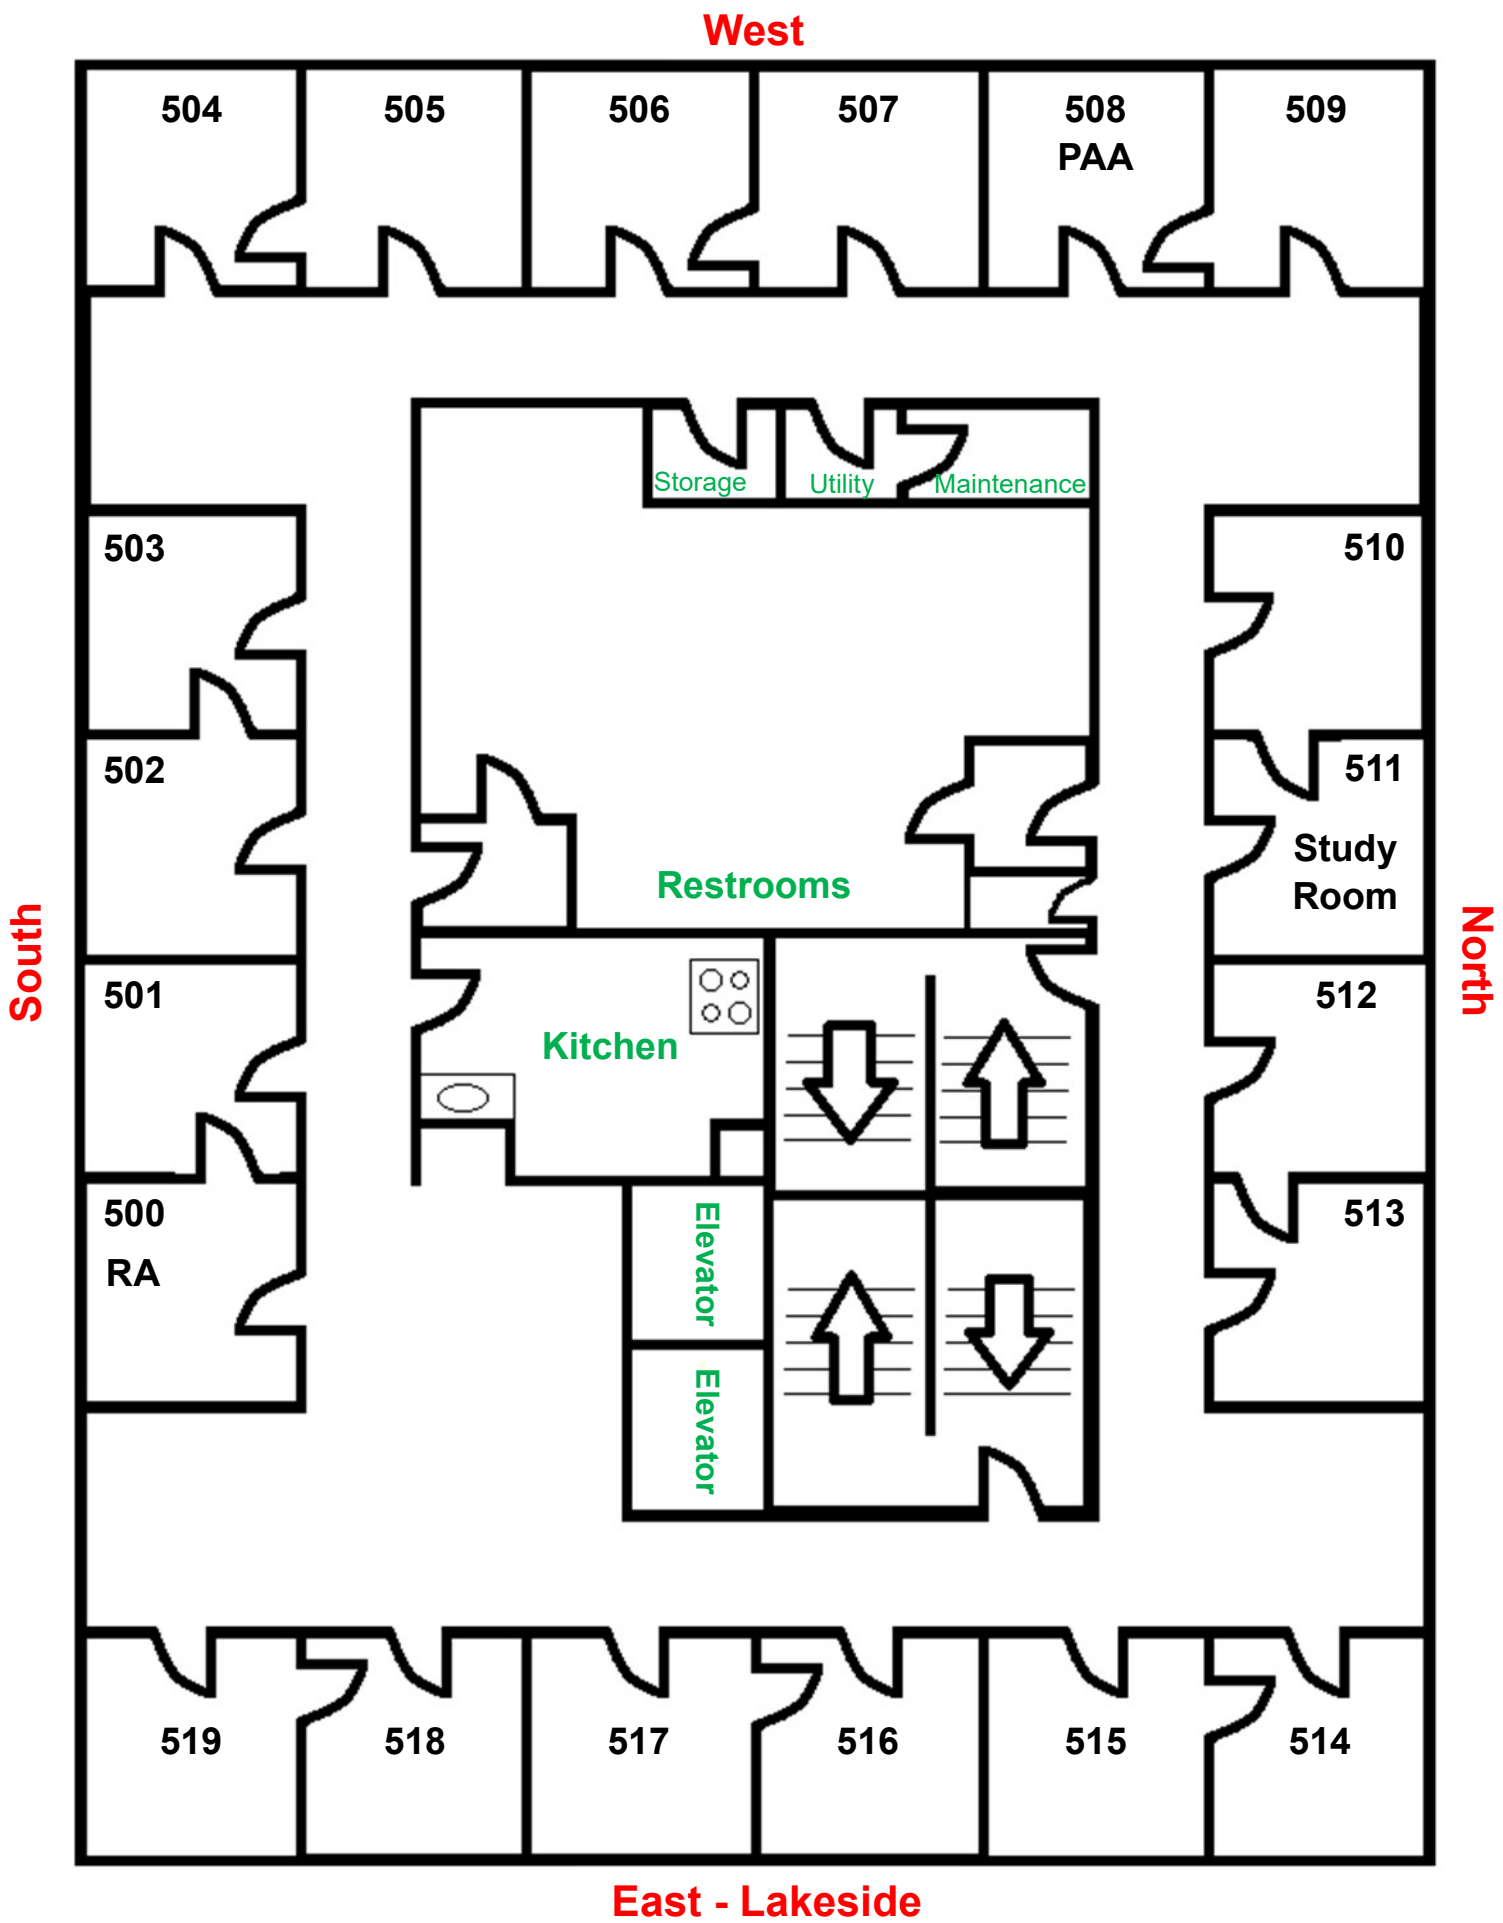 West
504
505
506
507
508
PAA
509
Storage
Utility
Maintenance
503
510
502
511
Study
Room
Restrooms
South
North
501
512
Kitchen
500
RA
513
Elevator
Elevator
519
518
517
516
515
514
East - Lakeside